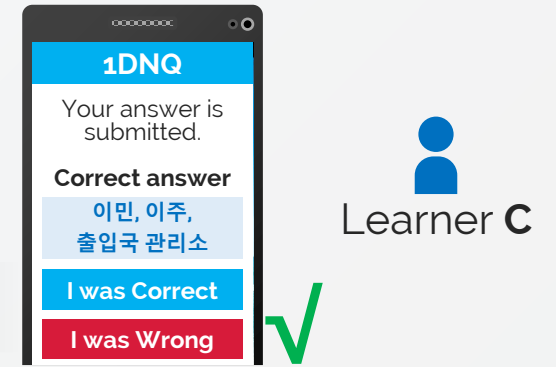 1DNQ
Your answer is
submitted.
Correct answer
이민, 이주,
출입국 관리소
I was Correct
I was Wrong
√
Learner C